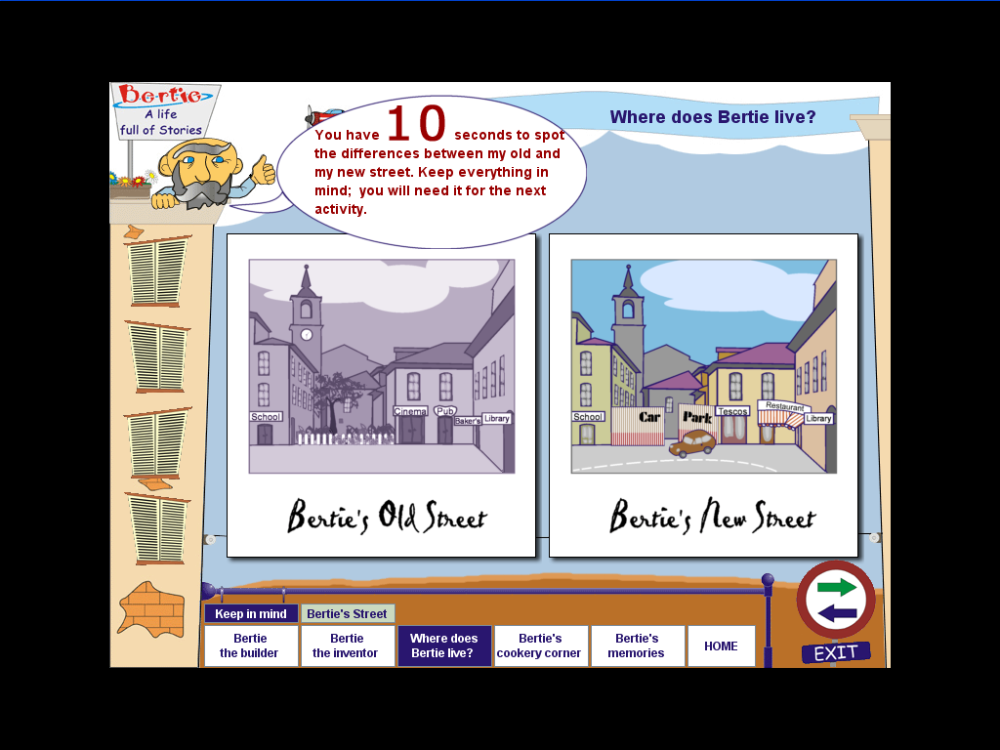 Bertie
A life
full of Stories
Where does Bertie live?
You have 10 seconds to spot
the differences between my old and
my new street. Keep everything in
mind; you will need it for the next
activity.
School
Cinema
Pub
Baker's
Library
School
Car
Park
Tescos
Restaurant
Library
Bertie's Old Street
Bertie's New Street
Keep in mind
Bertie's Street
Bertie
the builder
Bertie
the inventor
Where does
Bertie live?
Bertie's
cookery corner
Bertie's
memories
HOME
EXIT